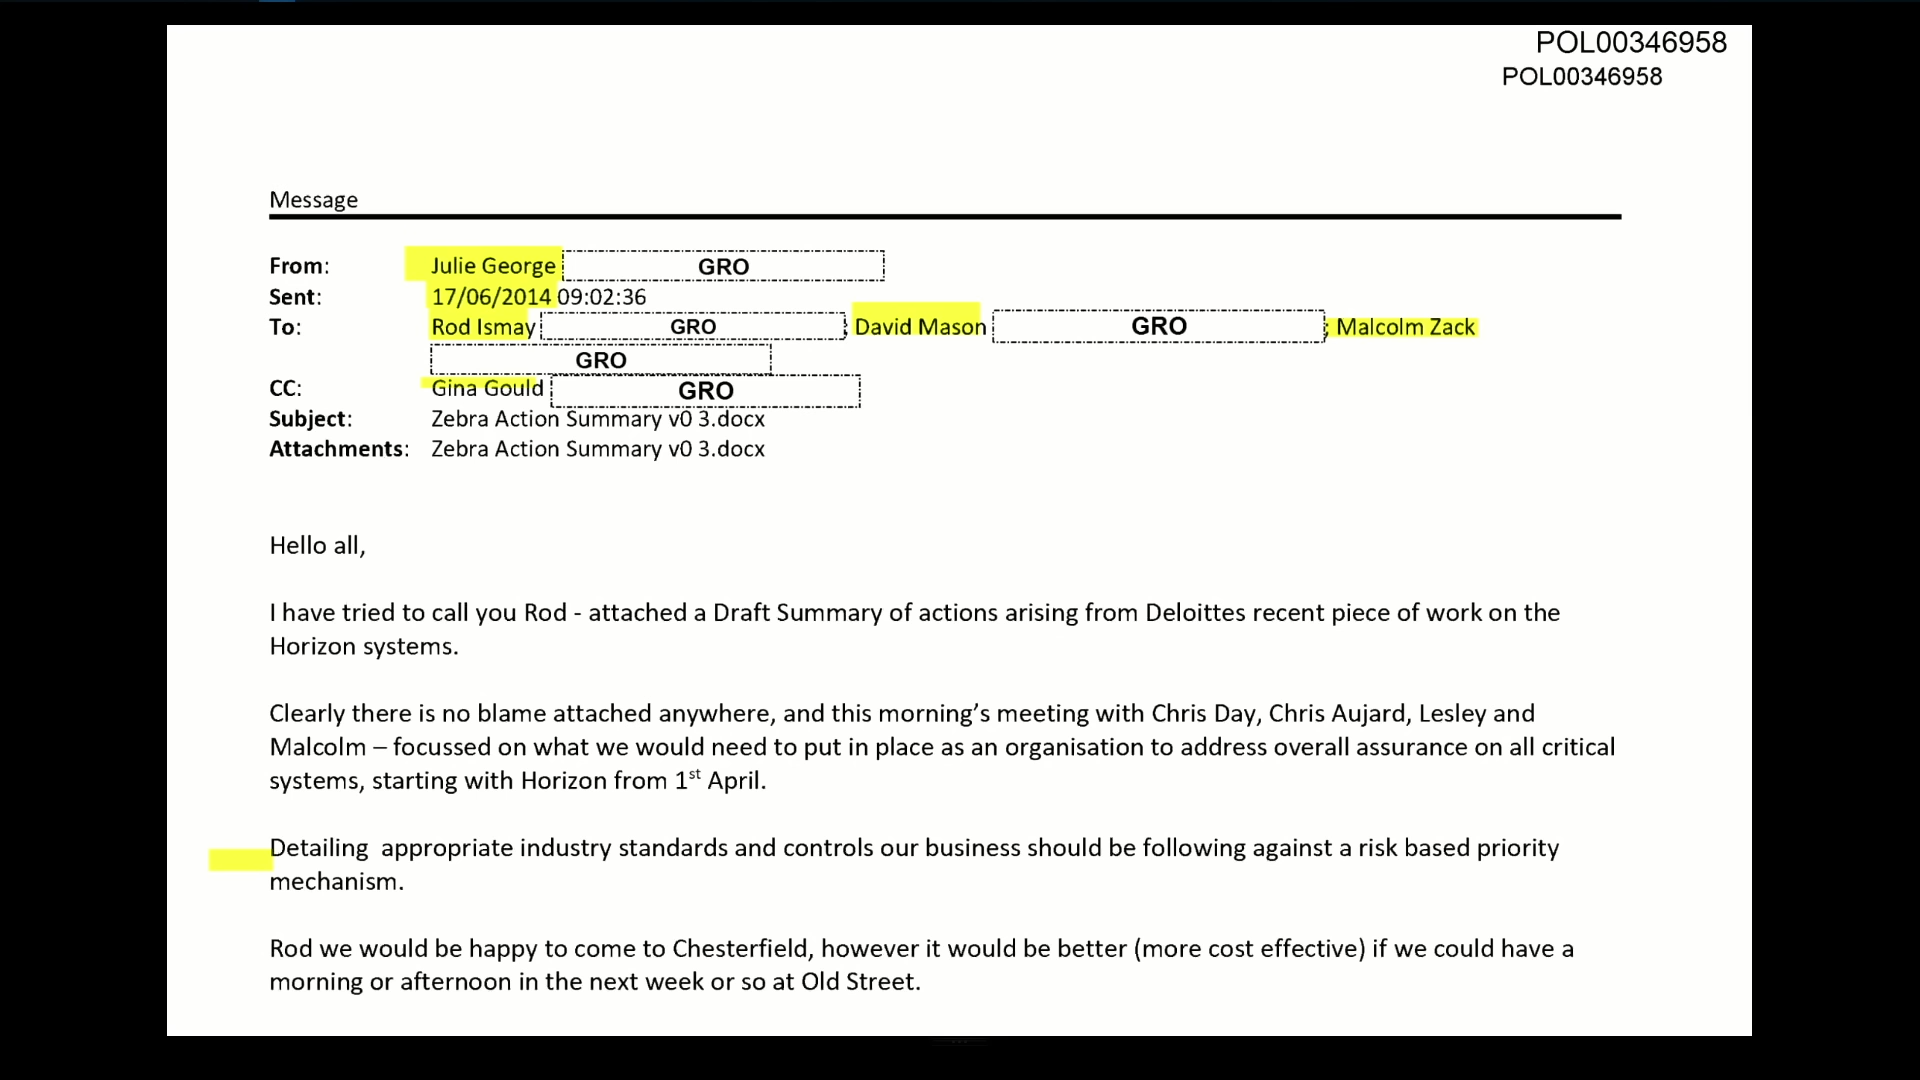 POL00346958
POL00346958
Message
From: Julie George GRO
Sent: 17/06/2014 09:02:36
To: Rod Ismay GRO; David Mason GRO; Malcolm Zack
GRO
CC: Gina Gould GRO
Subject: Zebra Action Summary v0 3.docx
Attachments: Zebra Action Summary v0 3.docx
Hello all,
I have tried to call you Rod - attached a Draft Summary of actions arising from Deloittes recent piece of work on the
Horizon systems.
Clearly there is no blame attached anywhere, and this morning’s meeting with Chris Day, Chris Aujard, Lesley and
Malcolm – focussed on what we would need to put in place as an organisation to address overall assurance on all critical
systems, starting with Horizon from 1st April.
Detailing  appropriate industry standards and controls our business should be following against a risk based priority
mechanism.
Rod we would be happy to come to Chesterfield, however it would be better (more cost effective) if we could have a
morning or afternoon in the next week or so at Old Street.